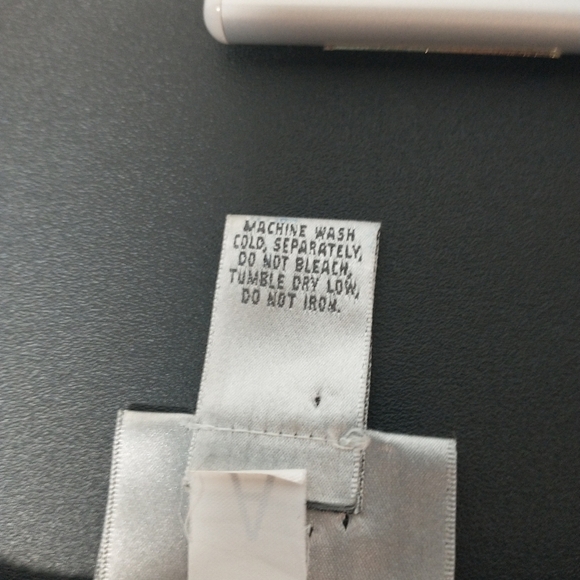 MACHINE WASH
COLD, SEPARATELY,
DO NOT BLEACH,
TUMBLE DRY LOW,
DO NOT IRON.